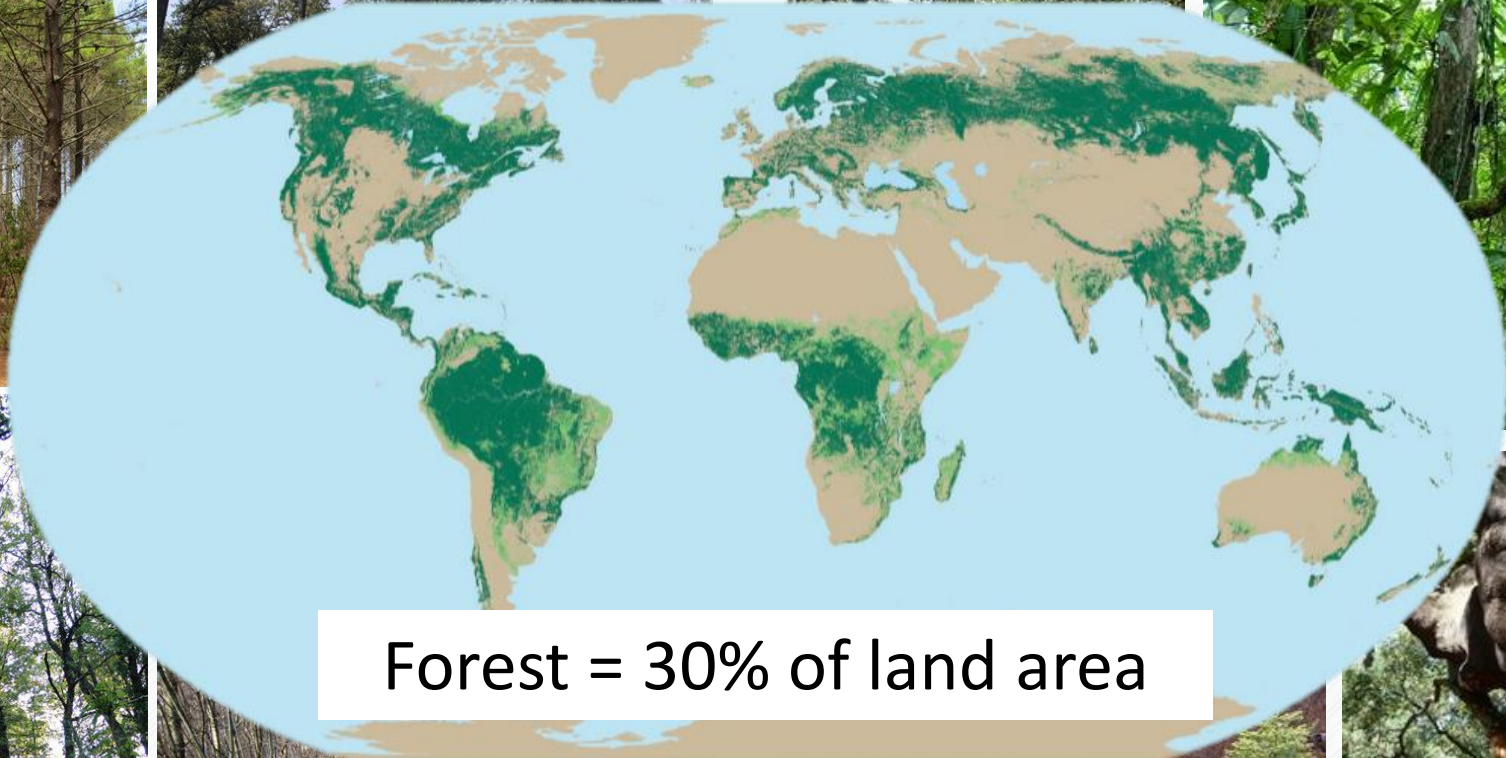 Forest = 30% of land area